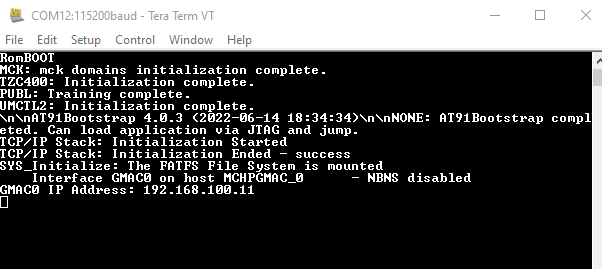 COM12:115200baud - Tera Term VT
File Edit Setup Control Window Help
RomBOOT
MCK: mck domains initialization complete.
TZC400: Initialization complete.
PUBL: Training complete.
UMCTL2: Initialization complete.
\n\nAT91Bootstrap 4.0.3 (2022-06-14 18:34:34)\n\nNONE: AT91Bootstrap compl
eted. Can load application via JTAG and jump.
TCP/IP Stack: Initialization Started
TCP/IP Stack: Initialization Ended - success
SYS_Initialize: The FATFS File System is mounted
    Interface GMAC0 on host MCHPGMAC_0      - NBNS disabled
GMAC0 IP Address: 192.168.100.11